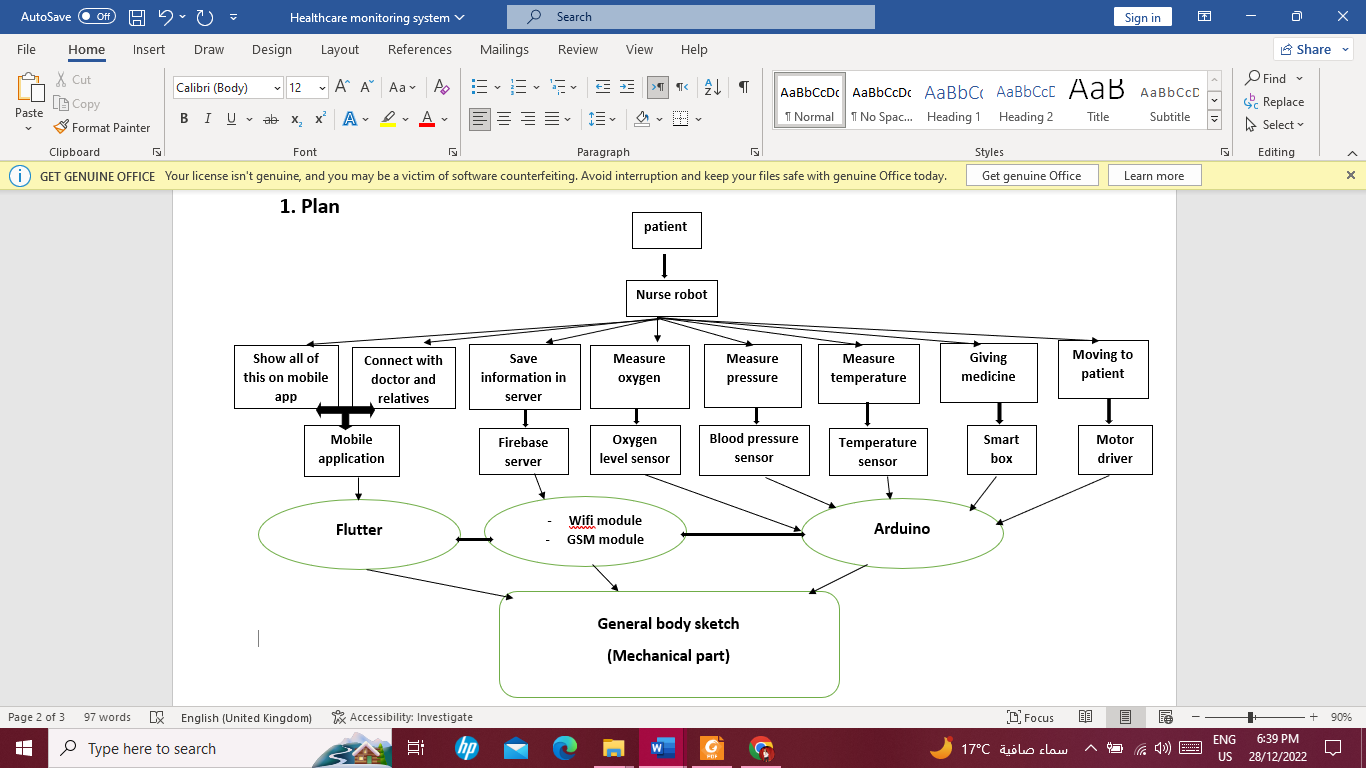 AutoSave Off
Healthcare monitoring system
Search
Sign in
File Home Insert Draw Design Layout References Mailings Review View Help
Share
Paste
Cut
Copy
Format Painter
Clipboard
Calibri (Body) 12
Font
Paragraph
AaBbCcDc AaBbCcDc AaBbCc AaBbCcD AaB AaBbCcD
¶ Normal ¶ No Spac... Heading 1 Heading 2 Title Subtitle
Styles
Find
Replace
Select
Editing
GET GENUINE OFFICE Your license isn't genuine, and you may be a victim of software counterfeiting. Avoid interruption and keep your files safe with genuine Office today. Get genuine Office Learn more
1. Plan
patient
Nurse robot
Show all of
this on mobile
app
Connect with
doctor and
relatives
Save
information in
server
Measure
oxygen
Measure
pressure
Measure
temperature
Giving
medicine
Moving to
patient
Mobile
application
Firebase
server
Oxygen
level sensor
Blood pressure
sensor
Temperature
sensor
Smart
box
Motor
driver
Flutter
- Wifi module
- GSM module
Arduino
General body sketch
(Mechanical part)
Page 2 of 3 97 words English (United Kingdom) Accessibility: Investigate Focus 90%
Type here to search
17°C سماء صافية
ENG
US
6:39 PM
28/12/2022